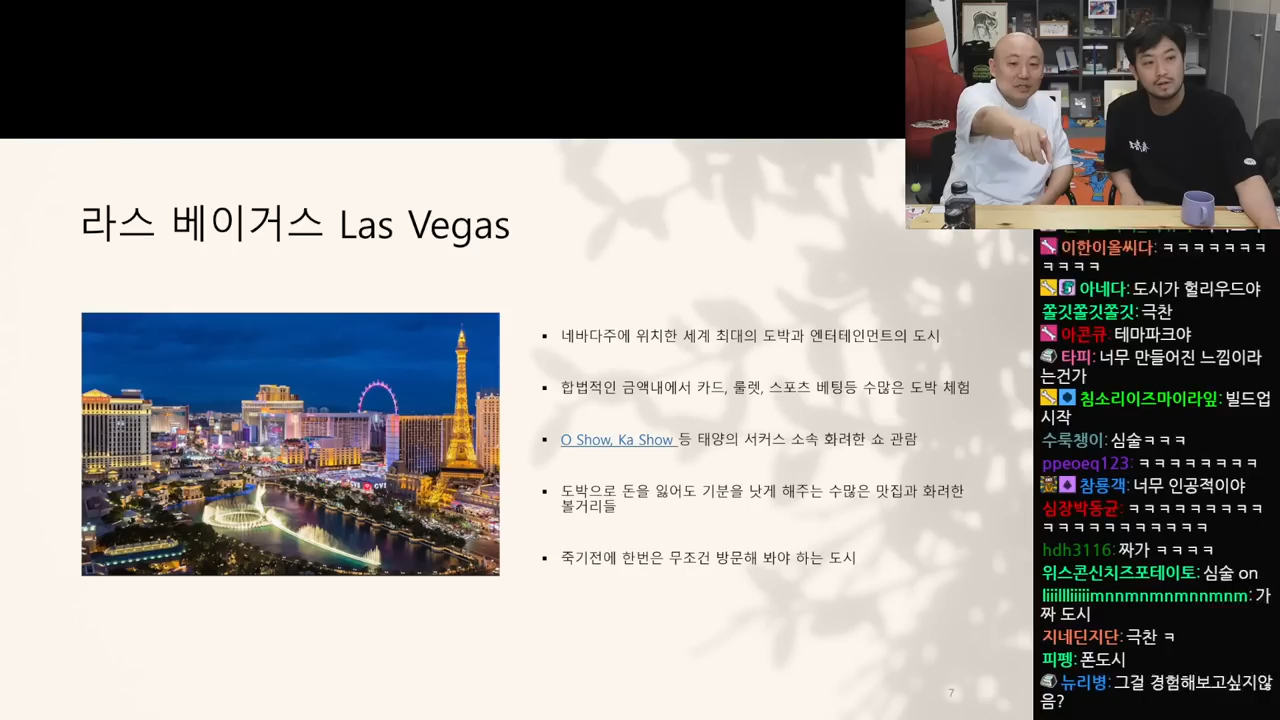 라스 베이거스 Las Vegas
▪ 네바다주에 위치한 세계 최대의 도박과 엔터테인먼트의 도시
▪ 합법적인 금액내에서 카드, 룰렛, 스포츠 베팅등 수많은 도박 체험
▪ O Show, Ka Show 등 태양의 서커스 소속 화려한 쇼 관람
▪ 도박으로 돈을 잃어도 기분을 낫게 해주는 수많은 맛집과 화려한
볼거리들
▪ 죽기전에 한번은 무조건 방문해 봐야 하는 도시
7
이한이올씨다: ㅋㅋㅋㅋㅋㅋㅋ
ㅋㅋㅋㅋ
아네다: 도시가 헐리우드야
쫄깃쫄깃쫄깃: 극찬
아콘큐: 테마파크야
타피: 너무 만들어진 느낌이라
는건가
침소리이즈마이라잎: 빌드업
시작
수룩챙이: 심술ㅋㅋㅋ
ppeoeq123: ㅋㅋㅋㅋㅋㅋㅋㅋ
참룡객: 너무 인공적이야
심장박동균: ㅋㅋㅋㅋㅋㅋㅋㅋㅋ
ㅋㅋㅋㅋㅋㅋㅋㅋㅋㅋㅋ
hdh3116: 짜가 ㅋㅋㅋㅋ
위스콘신치즈포테이토: 심술 on
liiillliiiiimnnmnmnmnnmnm: 가
짜 도시
지네딘지단: 극찬 ㅋ
피펭: 폰도시
뉴리병: 그걸 경험해보고싶지않
음?